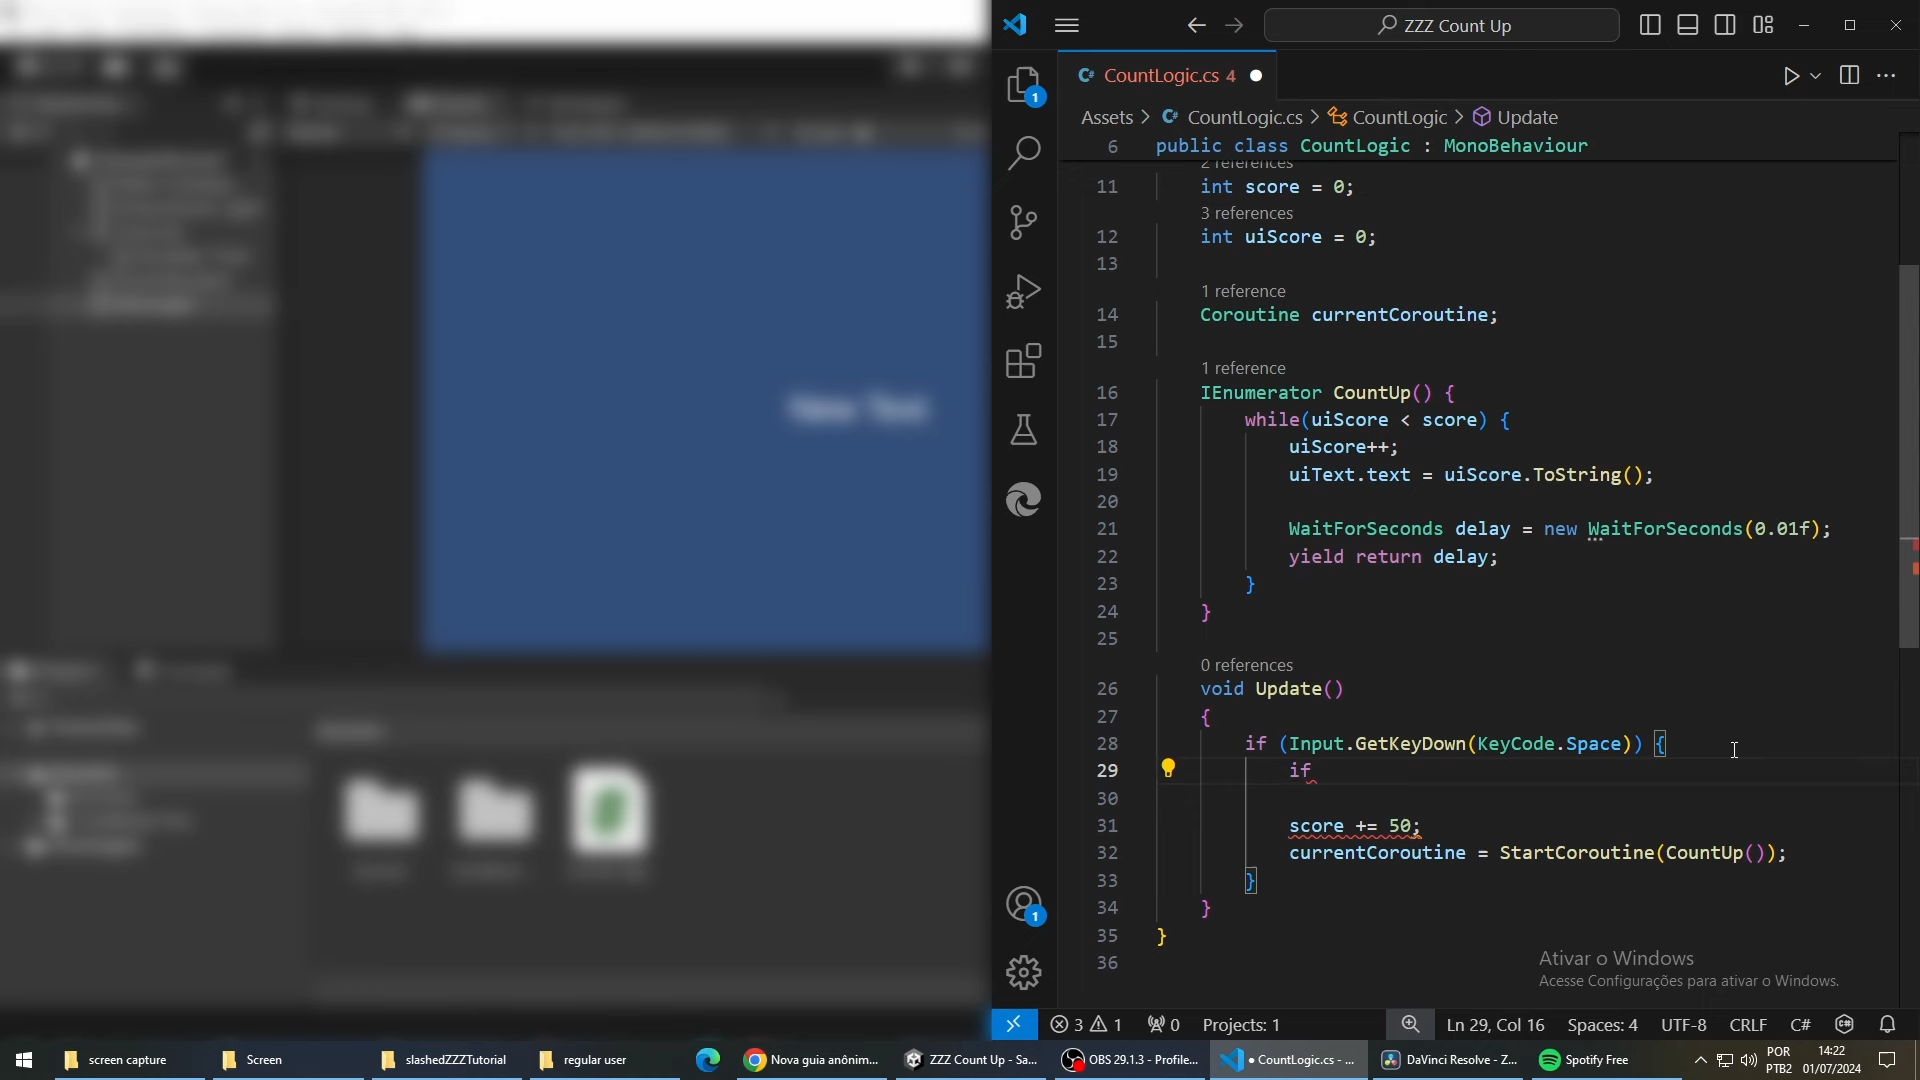 ZZZ Count Up
CountLogic.cs 4
Assets > CountLogic.cs > CountLogic > Update
6 public class CountLogic : MonoBehaviour
2 references
11 int score = 0;
3 references
12 int uiScore = 0;
13
1 reference
14 Coroutine currentCoroutine;
15
1 reference
16 IEnumerator CountUp() {
17 while(uiScore < score) {
18 uiScore++;
19 uiText.text = uiScore.ToString();
20
21 WaitForSeconds delay = new WaitForSeconds(0.01f);
22 yield return delay;
23 }
24 }
25
0 references
26 void Update()
27 {
28 if (Input.GetKeyDown(KeyCode.Space)) {
29 if
30
31 score += 50;
32 currentCoroutine = StartCoroutine(CountUp());
33 }
34 }
35 }
36
New Text
1
1
Ativar o Windows
Acesse Configurações para ativar o Windows.
3 1 0 Projects: 1 Ln 29, Col 16 Spaces: 4 UTF-8 CRLF C#
screen capture Screen slashedZZZTutorial regular user Nova guia anônim... ZZZ Count Up - Sa... OBS 29.1.3 - Profile... • CountLogic.cs - ... DaVinci Resolve - Z... Spotify Free POR PTB2 14:22 01/07/2024